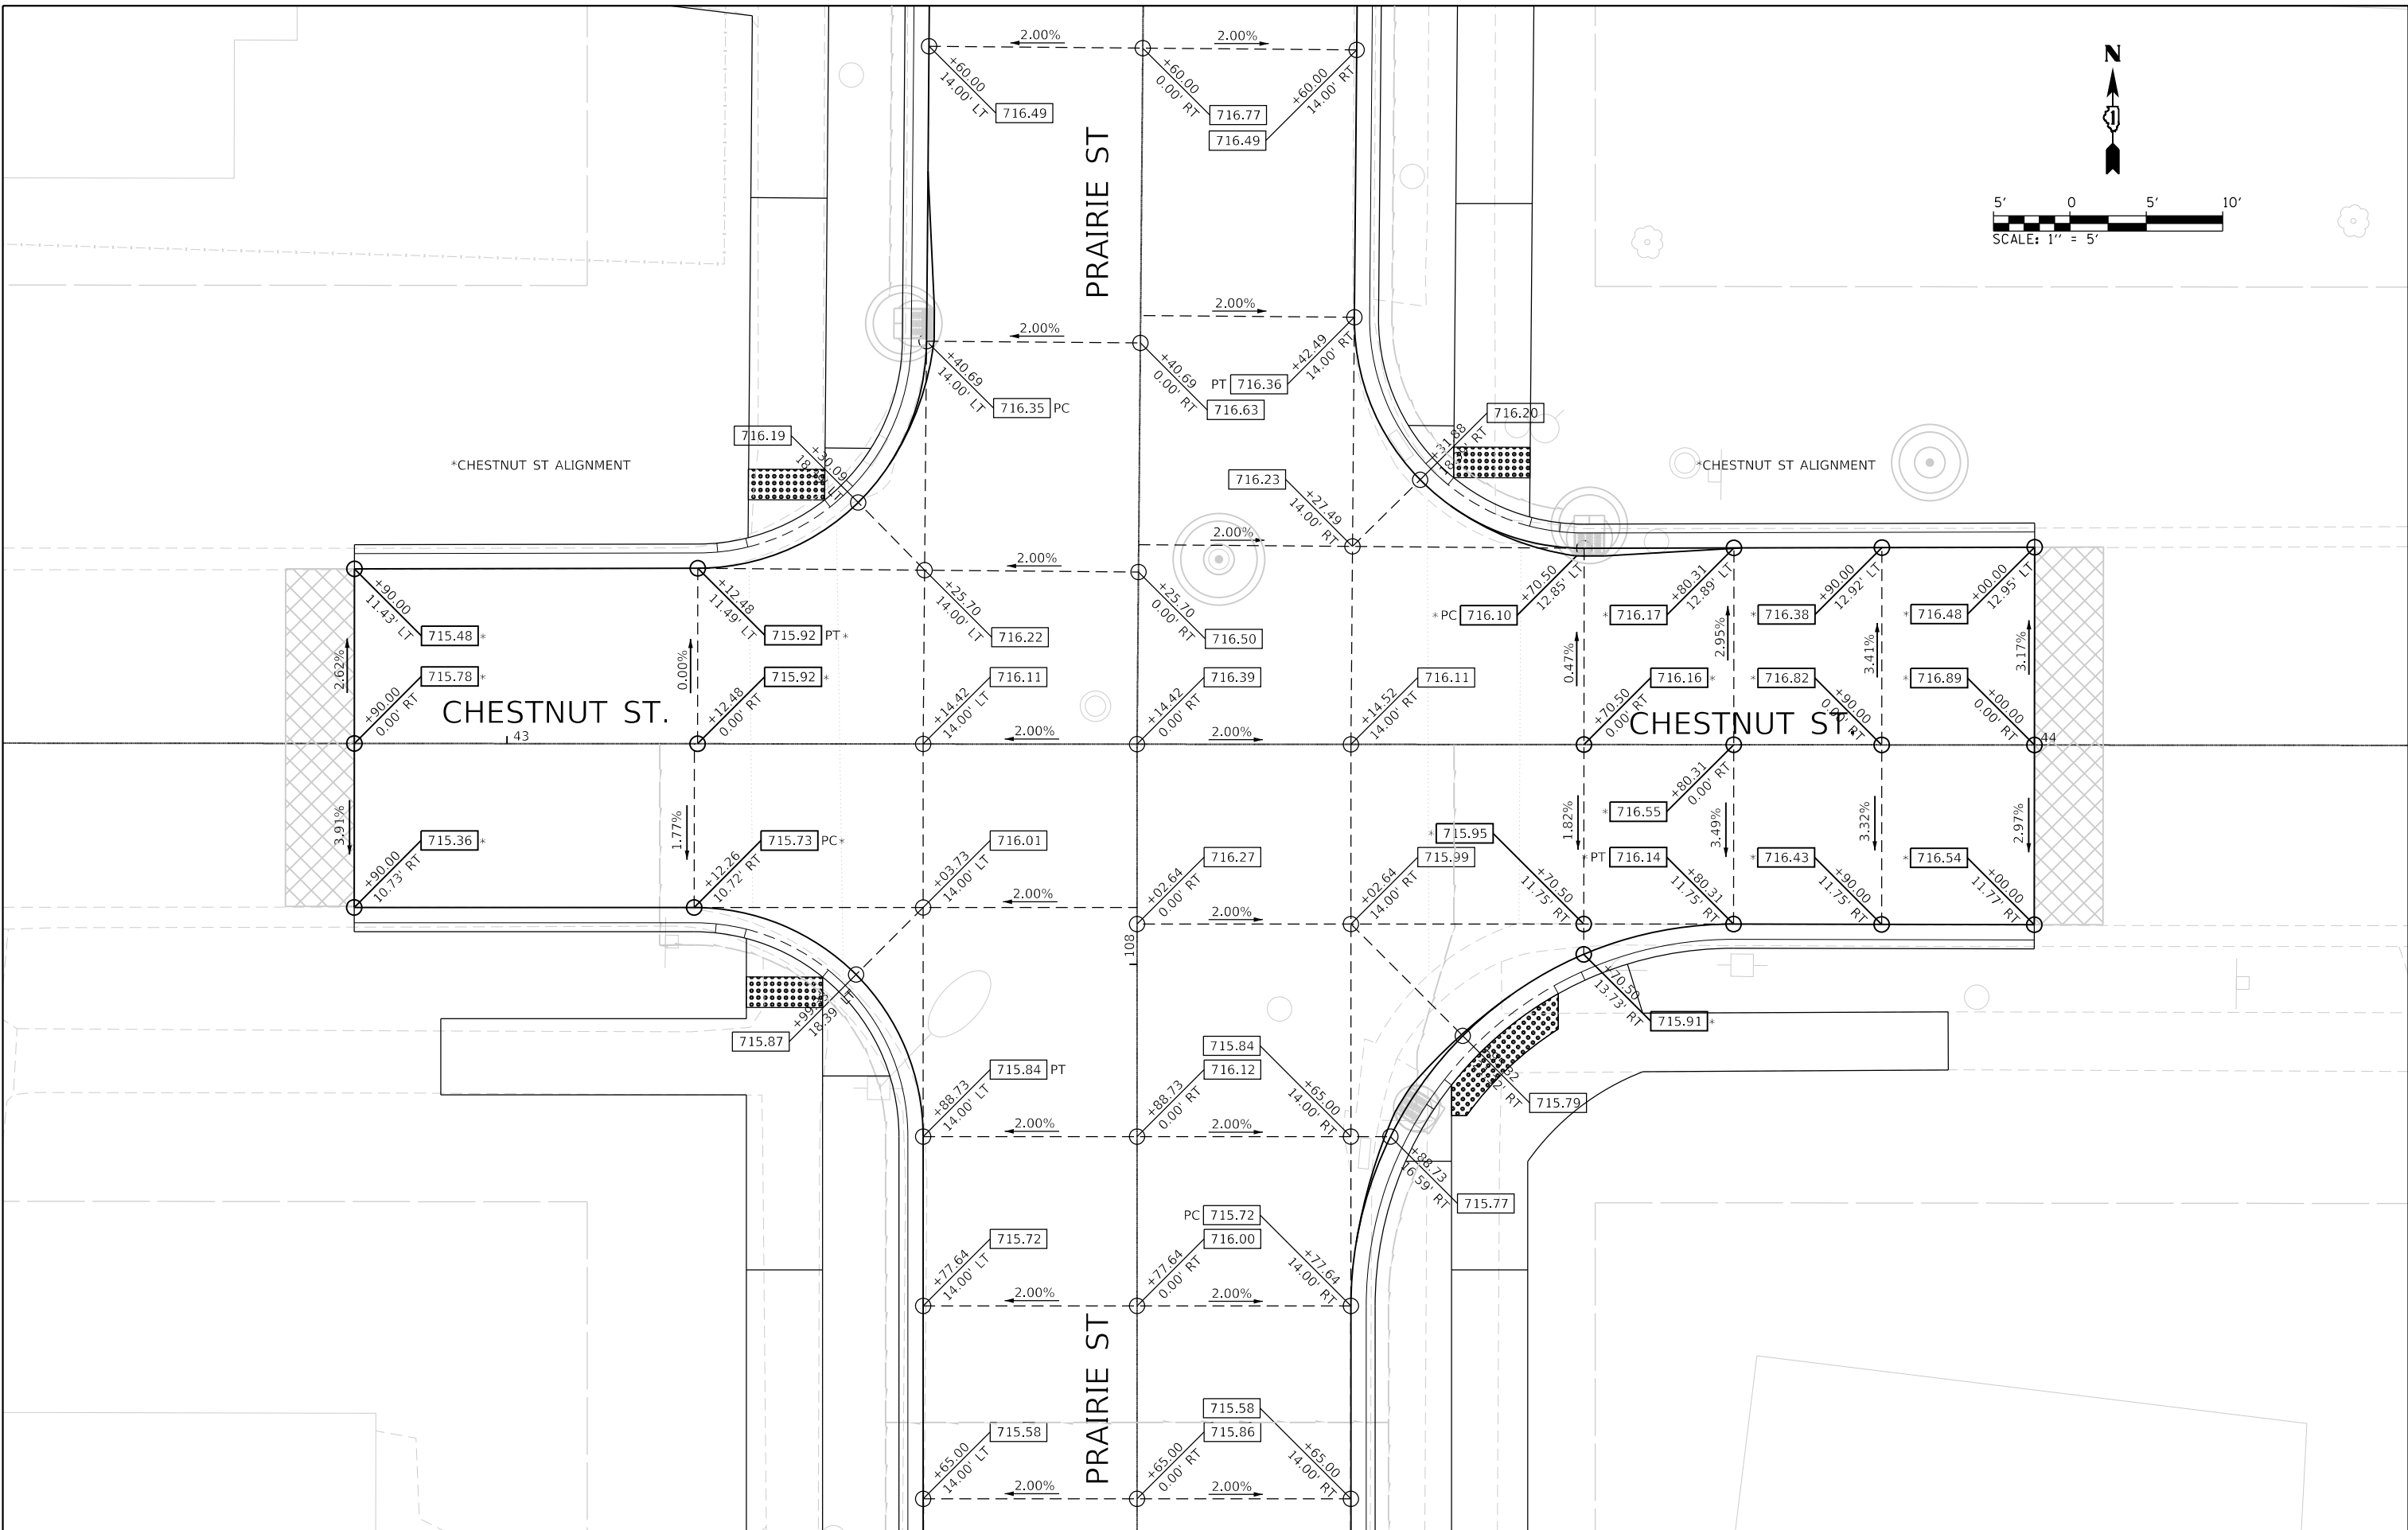 2.00%
2.00%
+60.00
14.00' LT
716.49
+60.00
0.00' RT
716.77
+60.00
14.00' RT
716.49
N
5' 0 5' 10'
SCALE: 1'' = 5'
PRAIRIE ST
2.00%
2.00%
+40.69
14.00' LT
716.35 PC
+40.69
0.00' RT
716.63
+42.49
14.00' RT
PT 716.36
716.19
+30.09
716.20
+31.88
*CHESTNUT ST ALIGNMENT
*CHESTNUT ST ALIGNMENT
716.23
+27.49
14.00' RT
2.00%
2.00%
+90.00
11.43' LT
715.48 *
+12.48
11.49' LT
715.92 PT*
+25.70
14.00' LT
716.22
+25.70
0.00' RT
716.50
+70.50
12.85' LT
*PC 716.10
+80.31
12.89' LT
* 716.17
+90.00
12.92' LT
* 716.38
+00.00
12.95' LT
* 716.48
2.62%
0.00%
0.47%
2.95%
3.41%
3.17%
+90.00
0.00' RT
715.78 *
+12.48
0.00' RT
715.92 *
+14.42
14.00' LT
716.11
+14.42
0.00' RT
716.39
+14.52
14.00' RT
716.11
+70.50
0.00' RT
716.16 *
* 716.82
+90.00
0.00' RT
* 716.89
+00.00
0.00' RT
CHESTNUT ST.
CHESTNUT ST.
43
2.00%
2.00%
44
+80.31
0.00' RT
* 716.55
3.91%
1.77%
1.82%
3.49%
3.32%
2.97%
+90.00
10.73' RT
715.36 *
+12.26
10.72' RT
715.73 PC*
+03.73
14.00' LT
716.01
+02.64
0.00' RT
716.27
+02.64
14.00' RT
715.99
* 715.95
+70.50
11.75' RT
*PT 716.14
+80.31
11.75' RT
* 716.43
+90.00
11.75' RT
* 716.54
+00.00
11.77' RT
2.00%
2.00%
108
18.39' LT
715.87
+70.50
13.73' RT
715.91 *
715.79
+88.73
14.00' LT
715.84 PT
+88.73
0.00' RT
716.12
715.84
+65.00
14.00' RT
2.00%
2.00%
+88.73
16.59' RT
715.77
+77.64
14.00' LT
715.72
+77.64
0.00' RT
716.00
PC 715.72
+77.64
14.00' RT
2.00%
2.00%
PRAIRIE ST
+65.00
14.00' LT
715.58
+65.00
0.00' RT
715.86
715.58
+65.00
14.00' RT
2.00%
2.00%